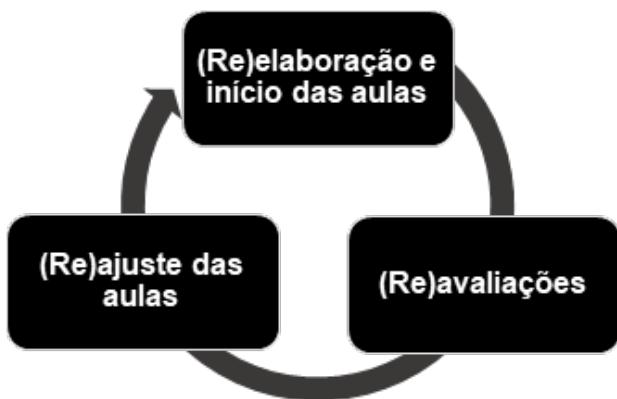 (Re)elaboração e
início das aulas
(Re)ajuste das
aulas
(Re)avaliações